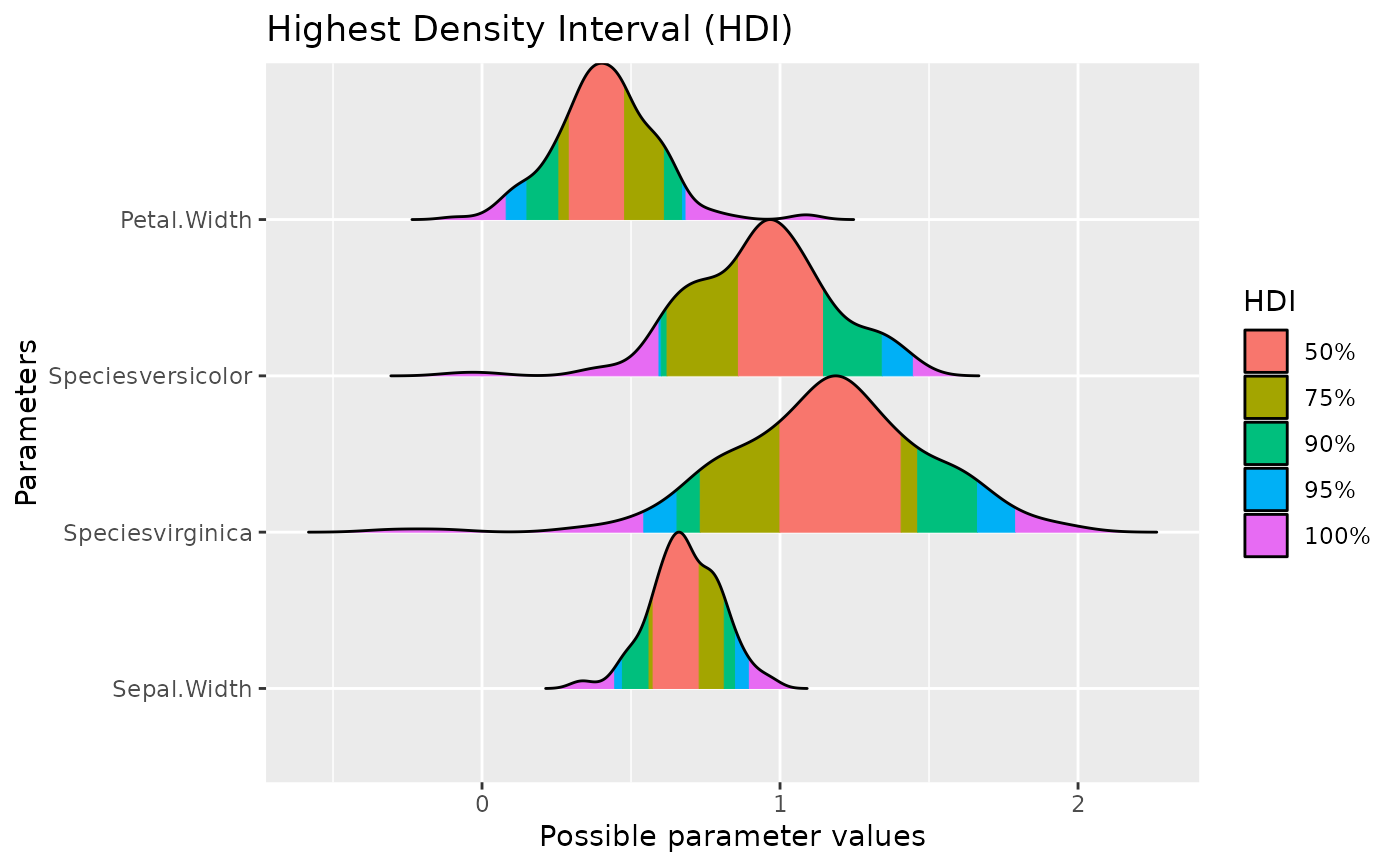 Highest Density Interval (HDI)
Parameters
Petal.Width
Speciesversicolor
Speciesvirginica
Sepal.Width
0
1
2
Possible parameter values
HDI
50%
75%
90%
95%
100%